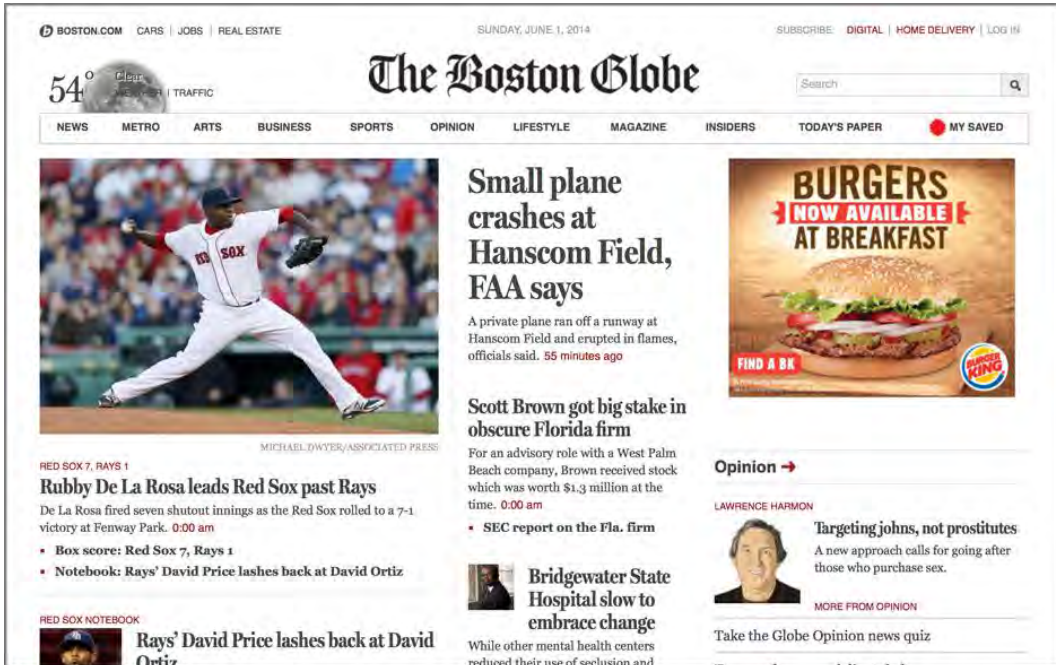 BOSTON.COM CARS | JOBS | REAL ESTATE
SUNDAY, JUNE 1, 2014
SUBSCRIBE: DIGITAL | HOME DELIVERY | LOG IN
54° Clear
WEATHER | TRAFFIC
The Boston Globe
Search
NEWS METRO ARTS BUSINESS SPORTS OPINION LIFESTYLE MAGAZINE INSIDERS TODAY'S PAPER MY SAVED
RED SOX
MICHAEL DWYER/ASSOCIATED PRESS
RED SOX 7, RAYS 1
Rubby De La Rosa leads Red Sox past Rays
De La Rosa fired seven shutout innings as the Red Sox rolled to a 7-1
victory at Fenway Park. 0:00 am
▪ Box score: Red Sox 7, Rays 1
▪ Notebook: Rays' David Price lashes back at David Ortiz
RED SOX NOTEBOOK
Rays' David Price lashes back at David
Ortiz
Small plane
crashes at
Hanscom Field,
FAA says
A private plane ran off a runway at
Hanscom Field and erupted in flames,
officials said. 55 minutes ago
Scott Brown got big stake in
obscure Florida firm
For an advisory role with a West Palm
Beach company, Brown received stock
which was worth $1.3 million at the
time. 0:00 am
▪ SEC report on the Fla. firm
Bridgewater State
Hospital slow to
embrace change
While other mental health centers
reduced their use of seclusion and
BURGERS
NOW AVAILABLE
AT BREAKFAST
FIND A BK
BURGER
KING
Opinion
LAWRENCE HARMON
Targeting johns, not prostitutes
A new approach calls for going after
those who purchase sex.
MORE FROM OPINION
Take the Globe Opinion news quiz